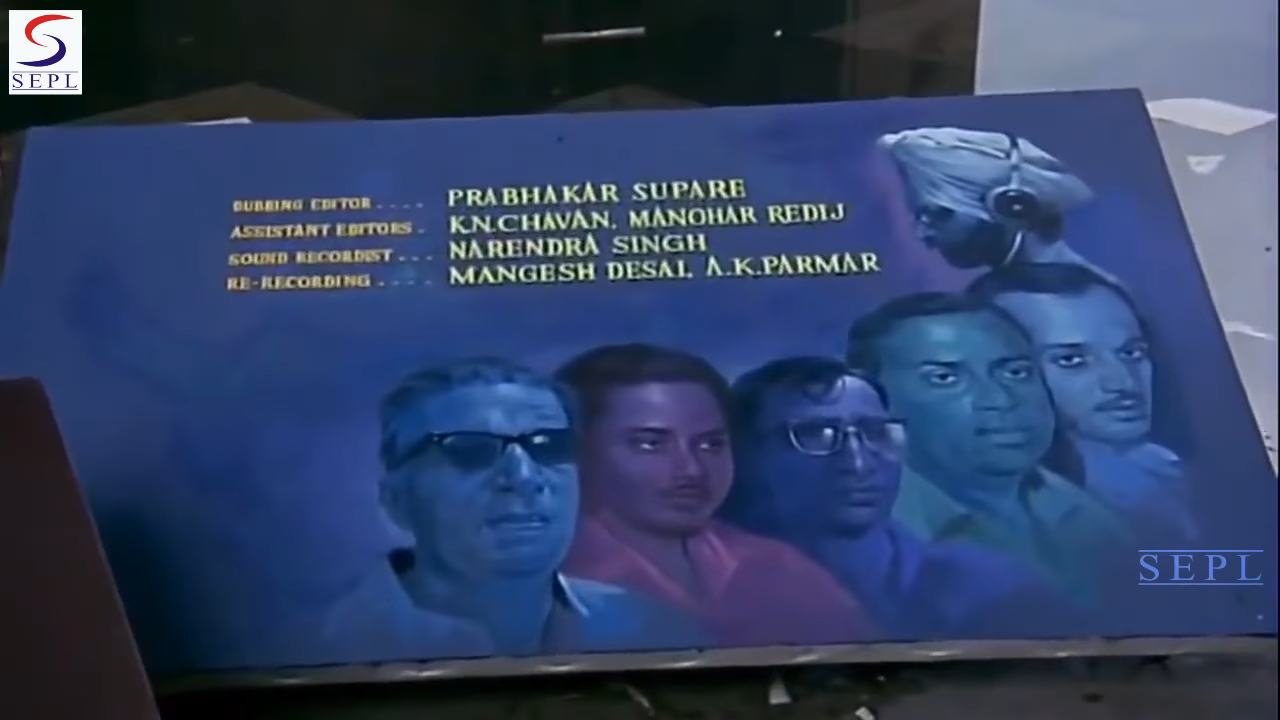 SEPL
DUBBING EDITOR .... PRABHAKAR SUPARE
ASSISTANT EDITORS . K.N.CHAVAN, MANOHAR REDIJ
SOUND RECORDIST ... NARENDRA SINGH
RE-RECORDING .... MANGESH DESAI, A.K.PARMAR
SEPL